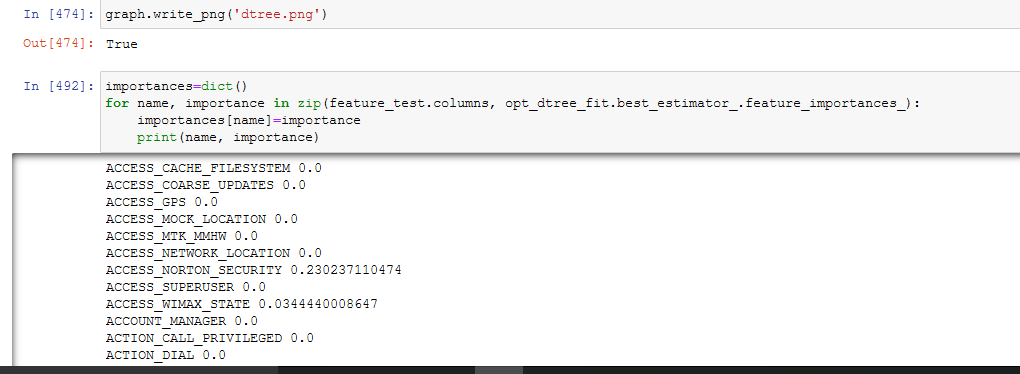 In [474]: graph.write_png('dtree.png')
Out[474]: True
In [492]: importances=dict()
for name, importance in zip(feature_test.columns, opt_dtree_fit.best_estimator_.feature_importances_):
    importances[name]=importance
    print(name, importance)
ACCESS_CACHE_FILESYSTEM 0.0
ACCESS_COARSE_UPDATES 0.0
ACCESS_GPS 0.0
ACCESS_MOCK_LOCATION 0.0
ACCESS_MTK_MMHW 0.0
ACCESS_NETWORK_LOCATION 0.0
ACCESS_NORTON_SECURITY 0.230237110474
ACCESS_SUPERUSER 0.0
ACCESS_WIMAX_STATE 0.0344440008647
ACCOUNT_MANAGER 0.0
ACTION_CALL_PRIVILEGED 0.0
ACTION_DIAL 0.0